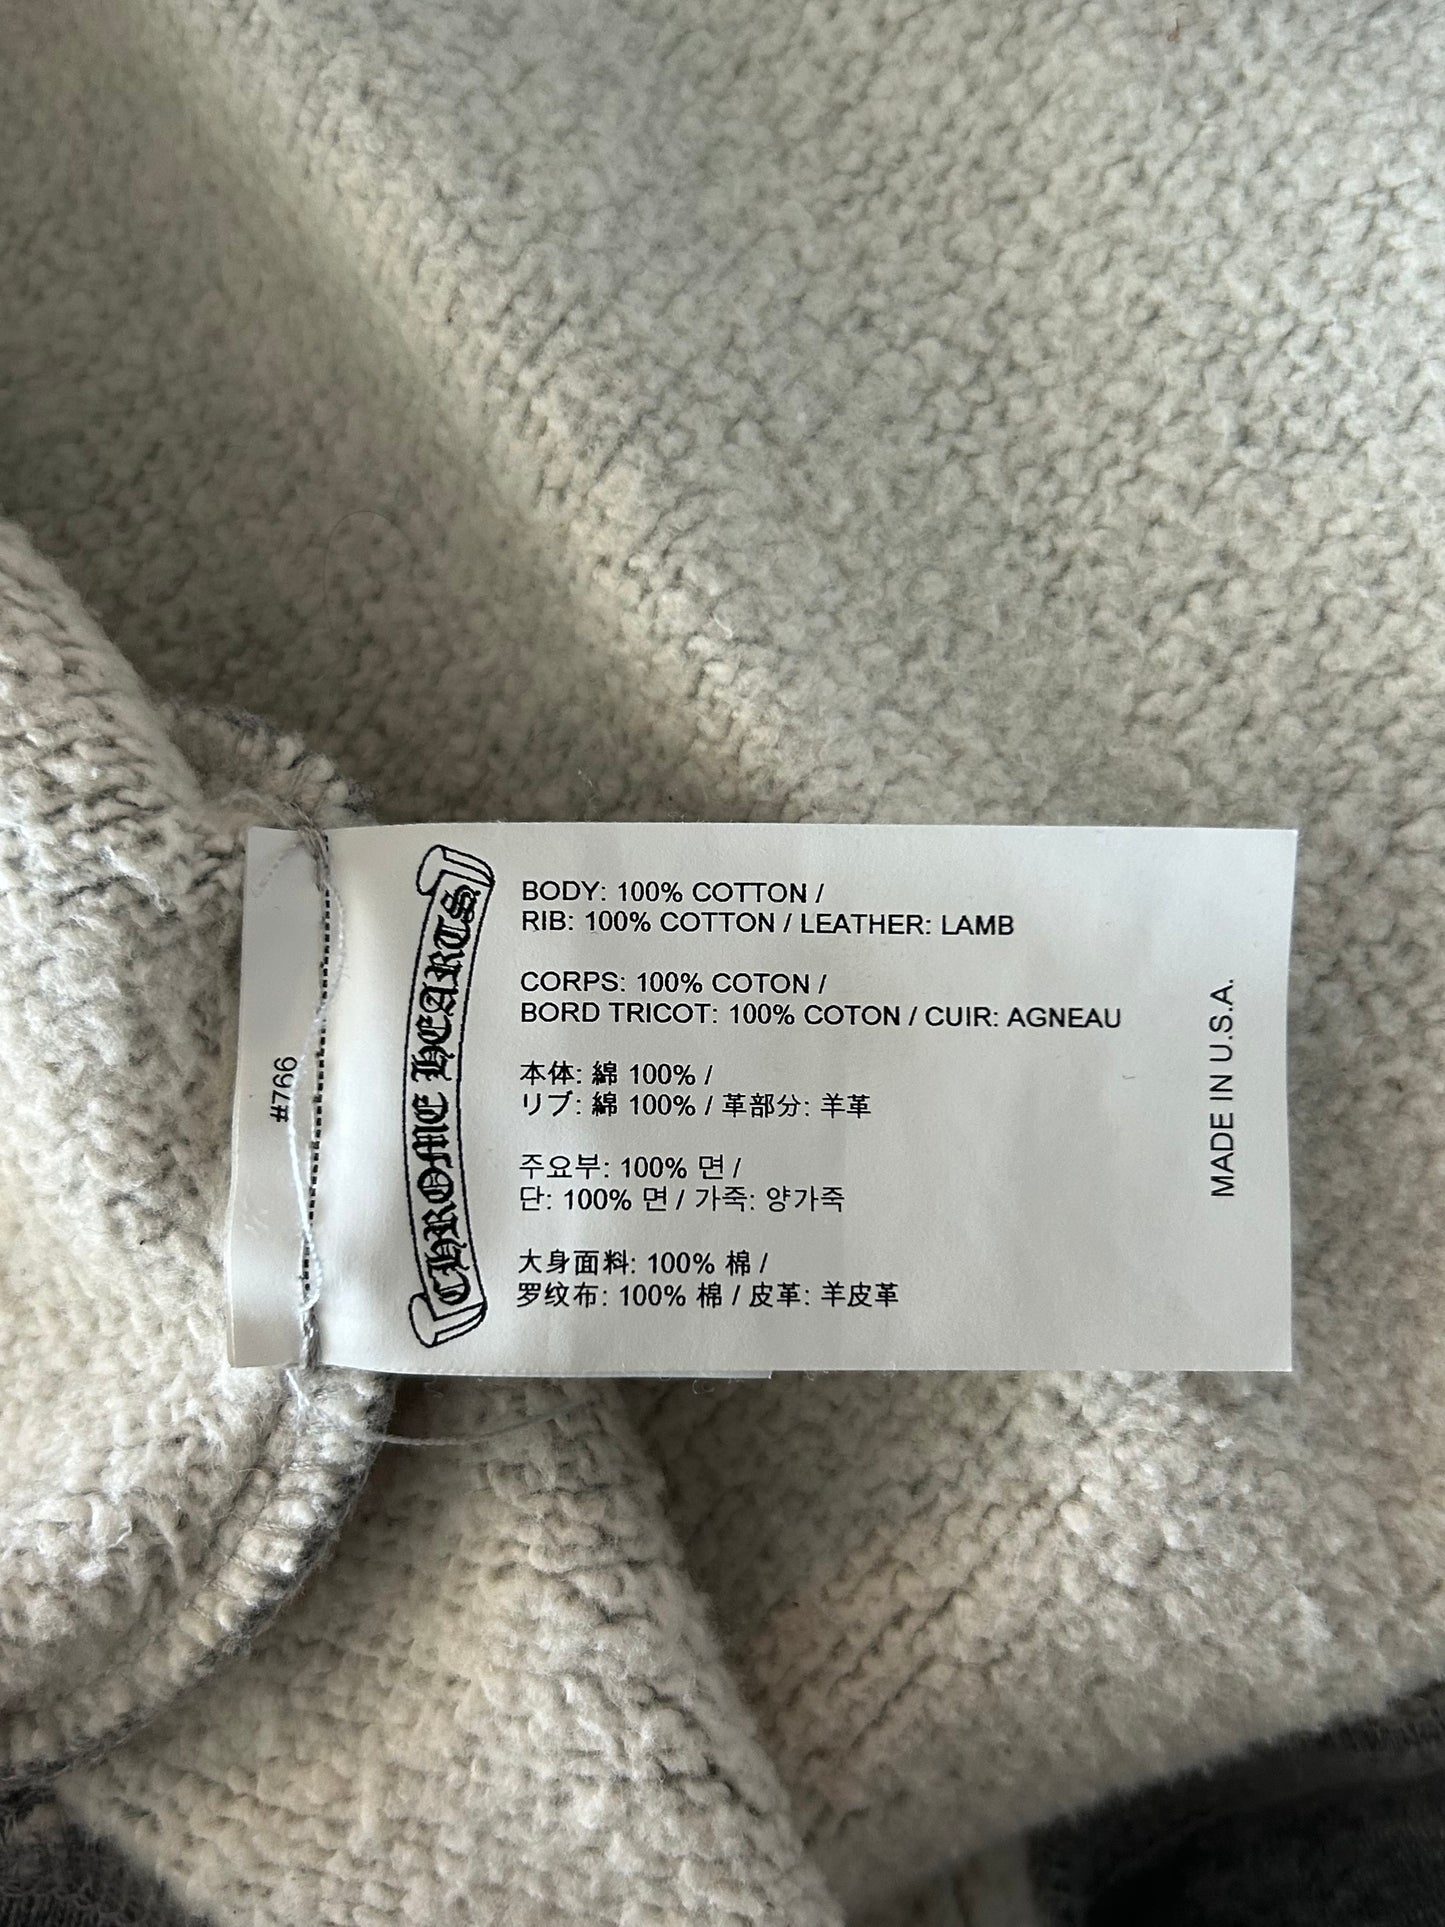 #766
CHROME HEARTS
BODY: 100% COTTON /
RIB: 100% COTTON / LEATHER: LAMB
CORPS: 100% COTON /
BORD TRICOT: 100% COTON / CUIR: AGNEAU
本体: 綿 100% /
リブ: 綿 100% / 革部分: 羊革
주요부: 100% 면 /
단: 100% 면 / 가죽: 양가죽
大身面料: 100% 棉 /
罗纹布: 100% 棉 / 皮革: 羊皮革
MADE IN U.S.A.